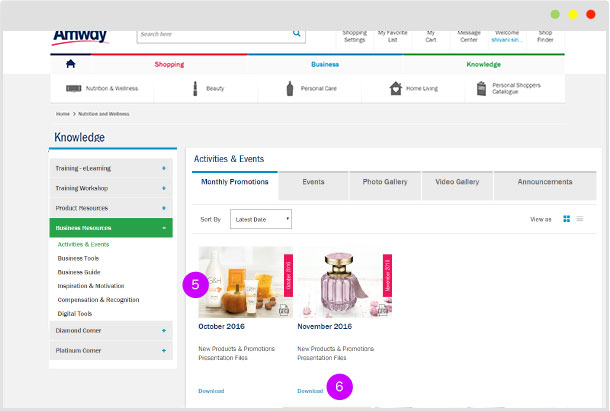 Amway
Search here
Shopping Settings
My Favorite List
My Cart
Message Center
Welcome shivani sin...
Shop Finder
Shopping
Business
Knowledge
Nutrition & Wellness
Beauty
Personal Care
Home Living
Personal Shoppers Catalogue
Home > Nutrition and Wellness
Knowledge
Training - eLearning +
Training Workshop +
Product Resources +
Business Resources -
Activities & Events
Business Tools
Business Guide
Inspiration & Motivation
Compensation & Recognition
Digital Tools
Diamond Corner +
Platinum Corner +
Activities & Events
Monthly Promotions
Events
Photo Gallery
Video Gallery
Announcements
Sort By
Latest Date
View as
5
G&H
October 2016
November 2016
October 2016
November 2016
New Products & Promotions
Presentation Files
New Products & Promotions
Presentation Files
Download
Download
6